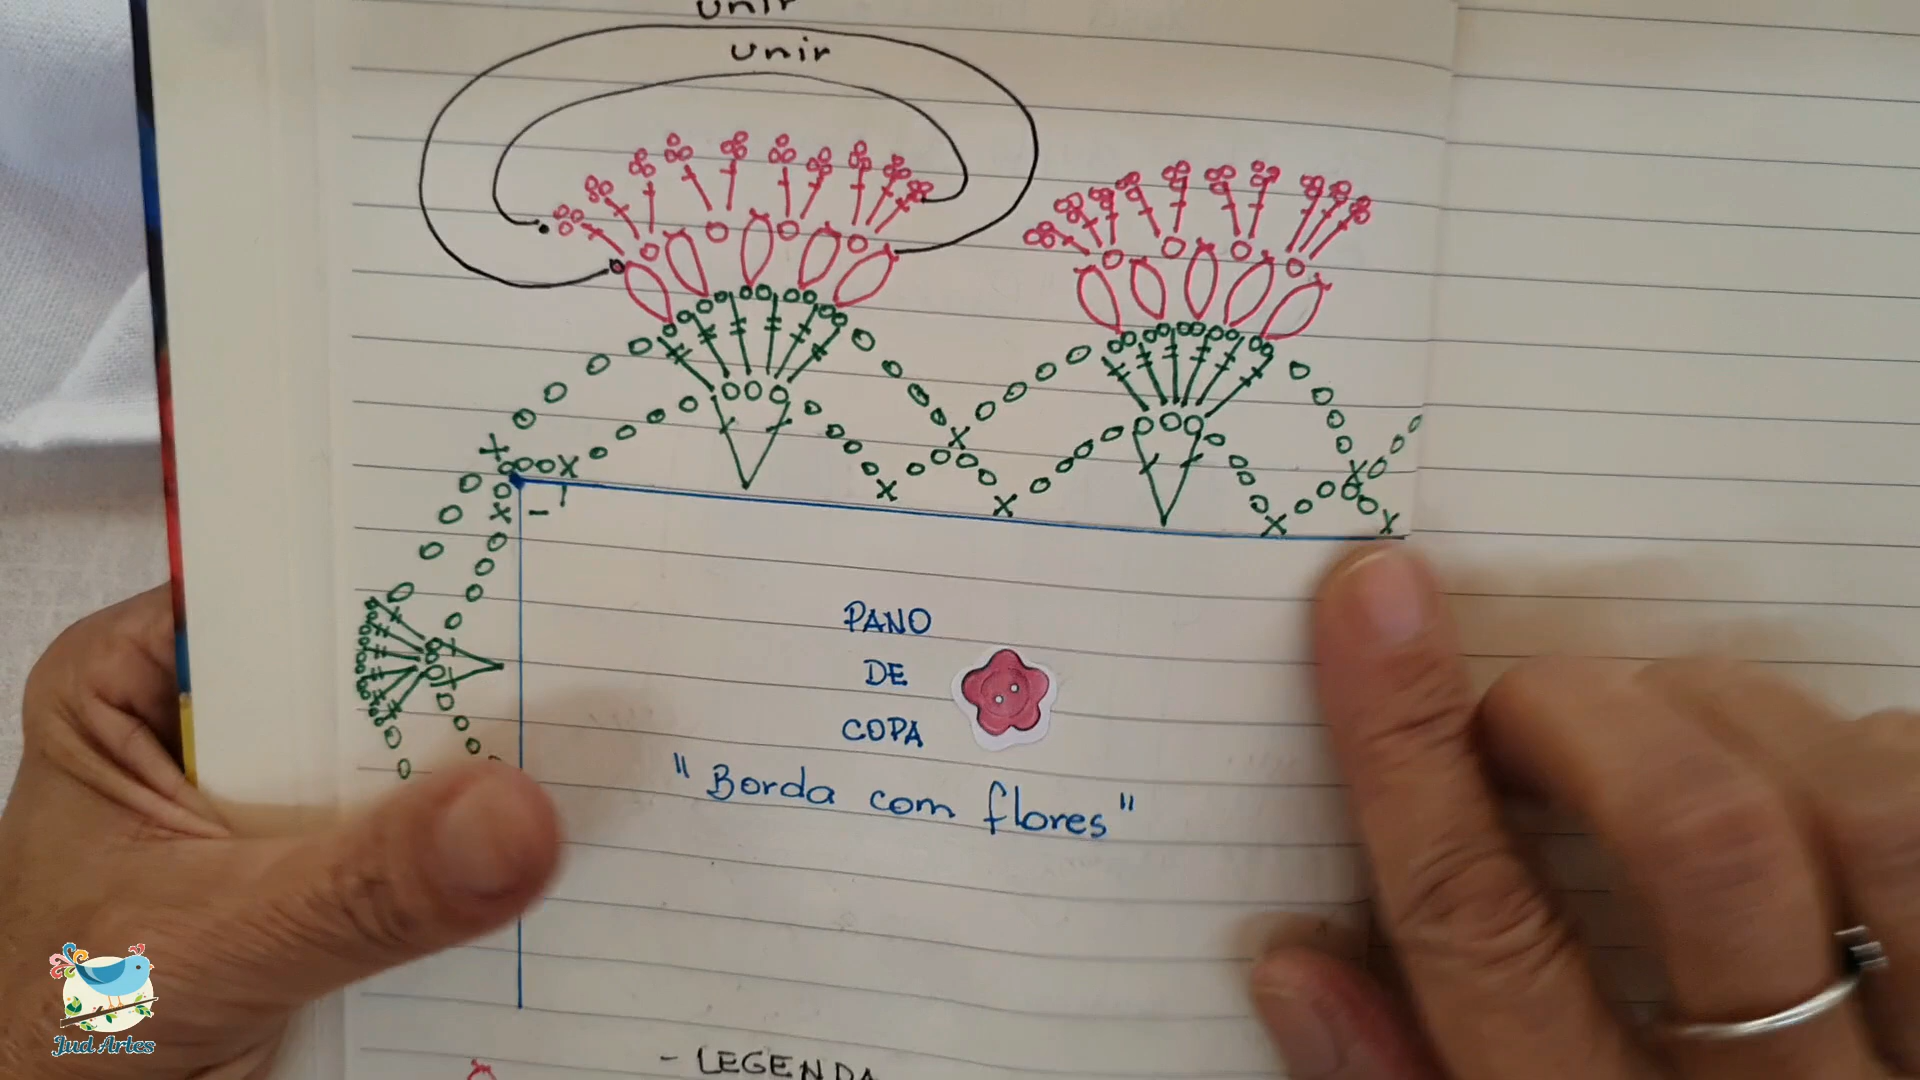 unir
unir
PANO
DE
COPA
"Borda com flores"
- LEGENDA
Jud Artes